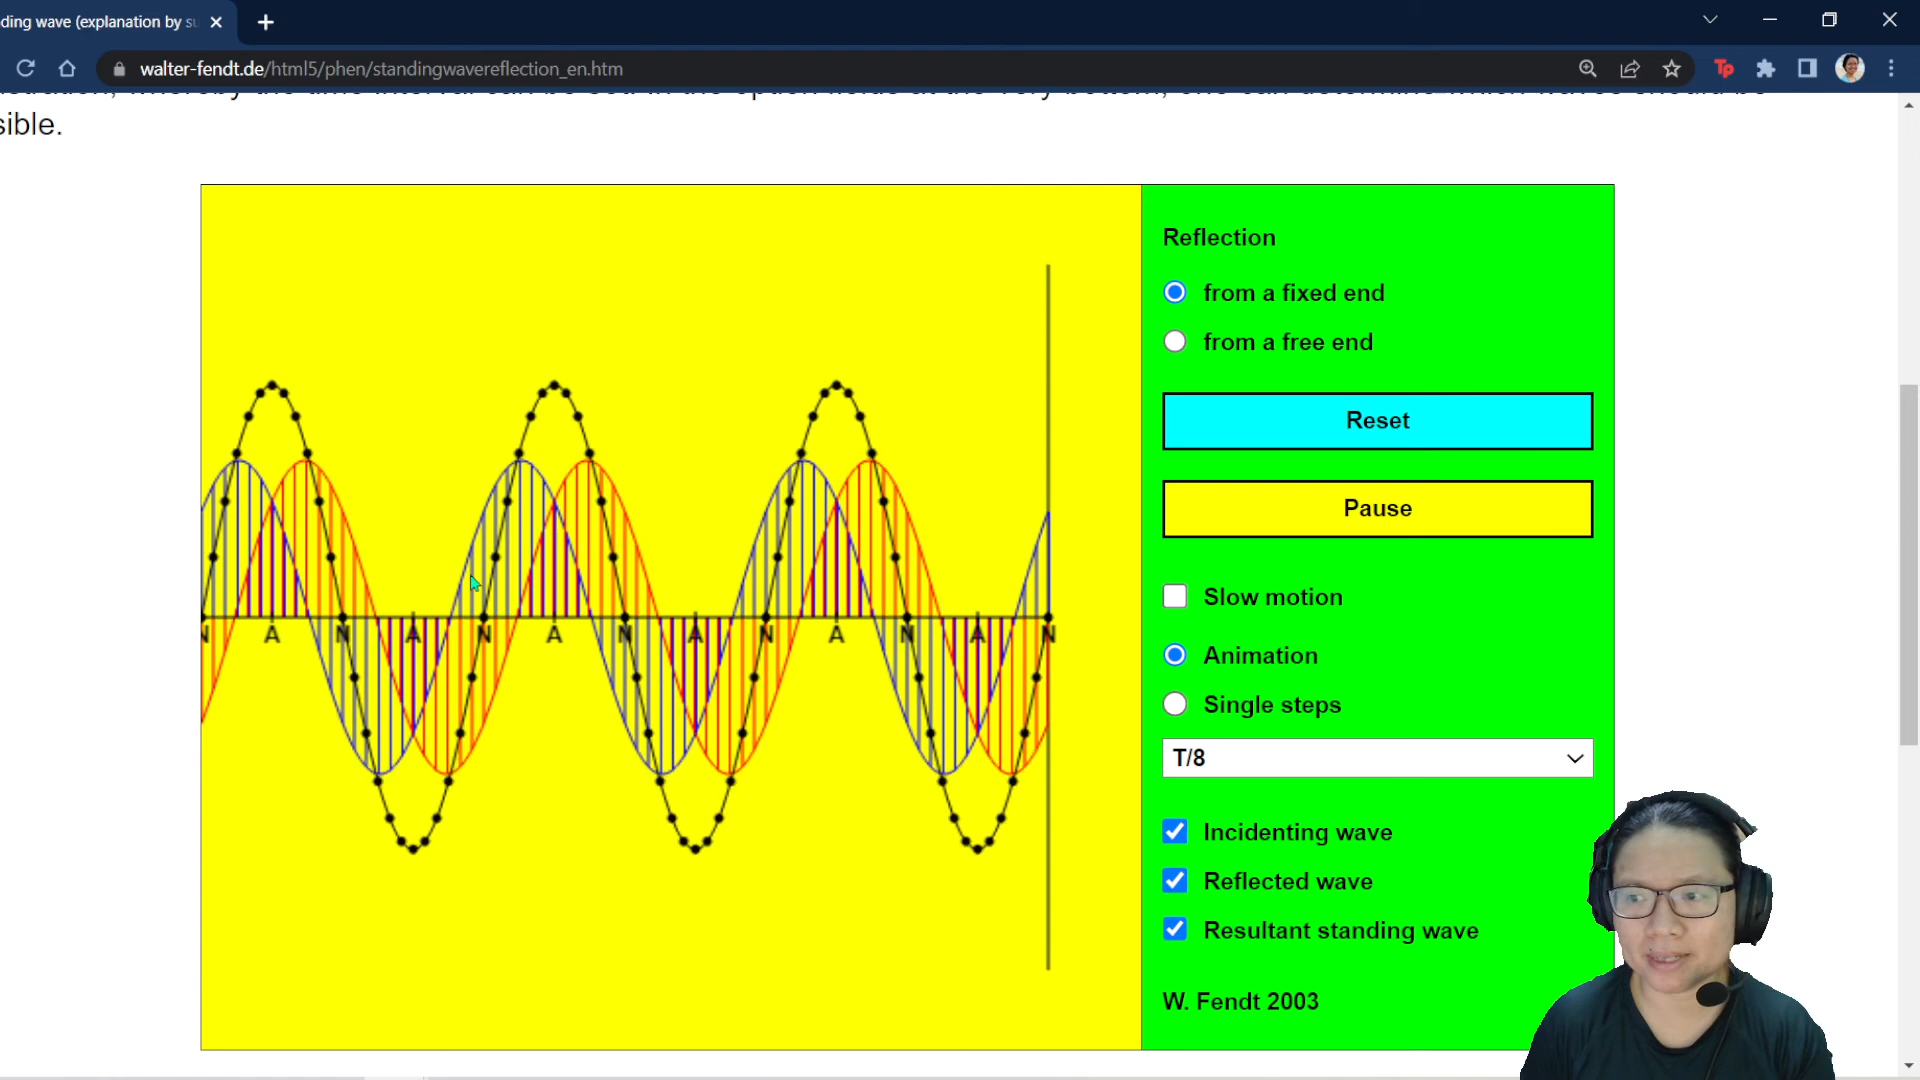 ding wave (explanation by su
walter-fendt.de/html5/phen/standingwavereflection_en.htm
sible.
Reflection
from a fixed end
from a free end
Reset
Pause
Slow motion
Animation
Single steps
T/8
Incidenting wave
Reflected wave
Resultant standing wave
W. Fendt 2003
N A N A N A N A N A N A N